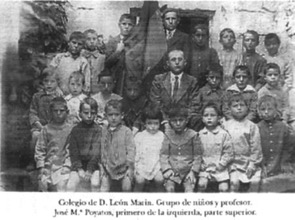 Colegio de D. León Marín. Grupo de niños y profesor.
José M.ª Poyatos, primero de la izquierda, parte superior.